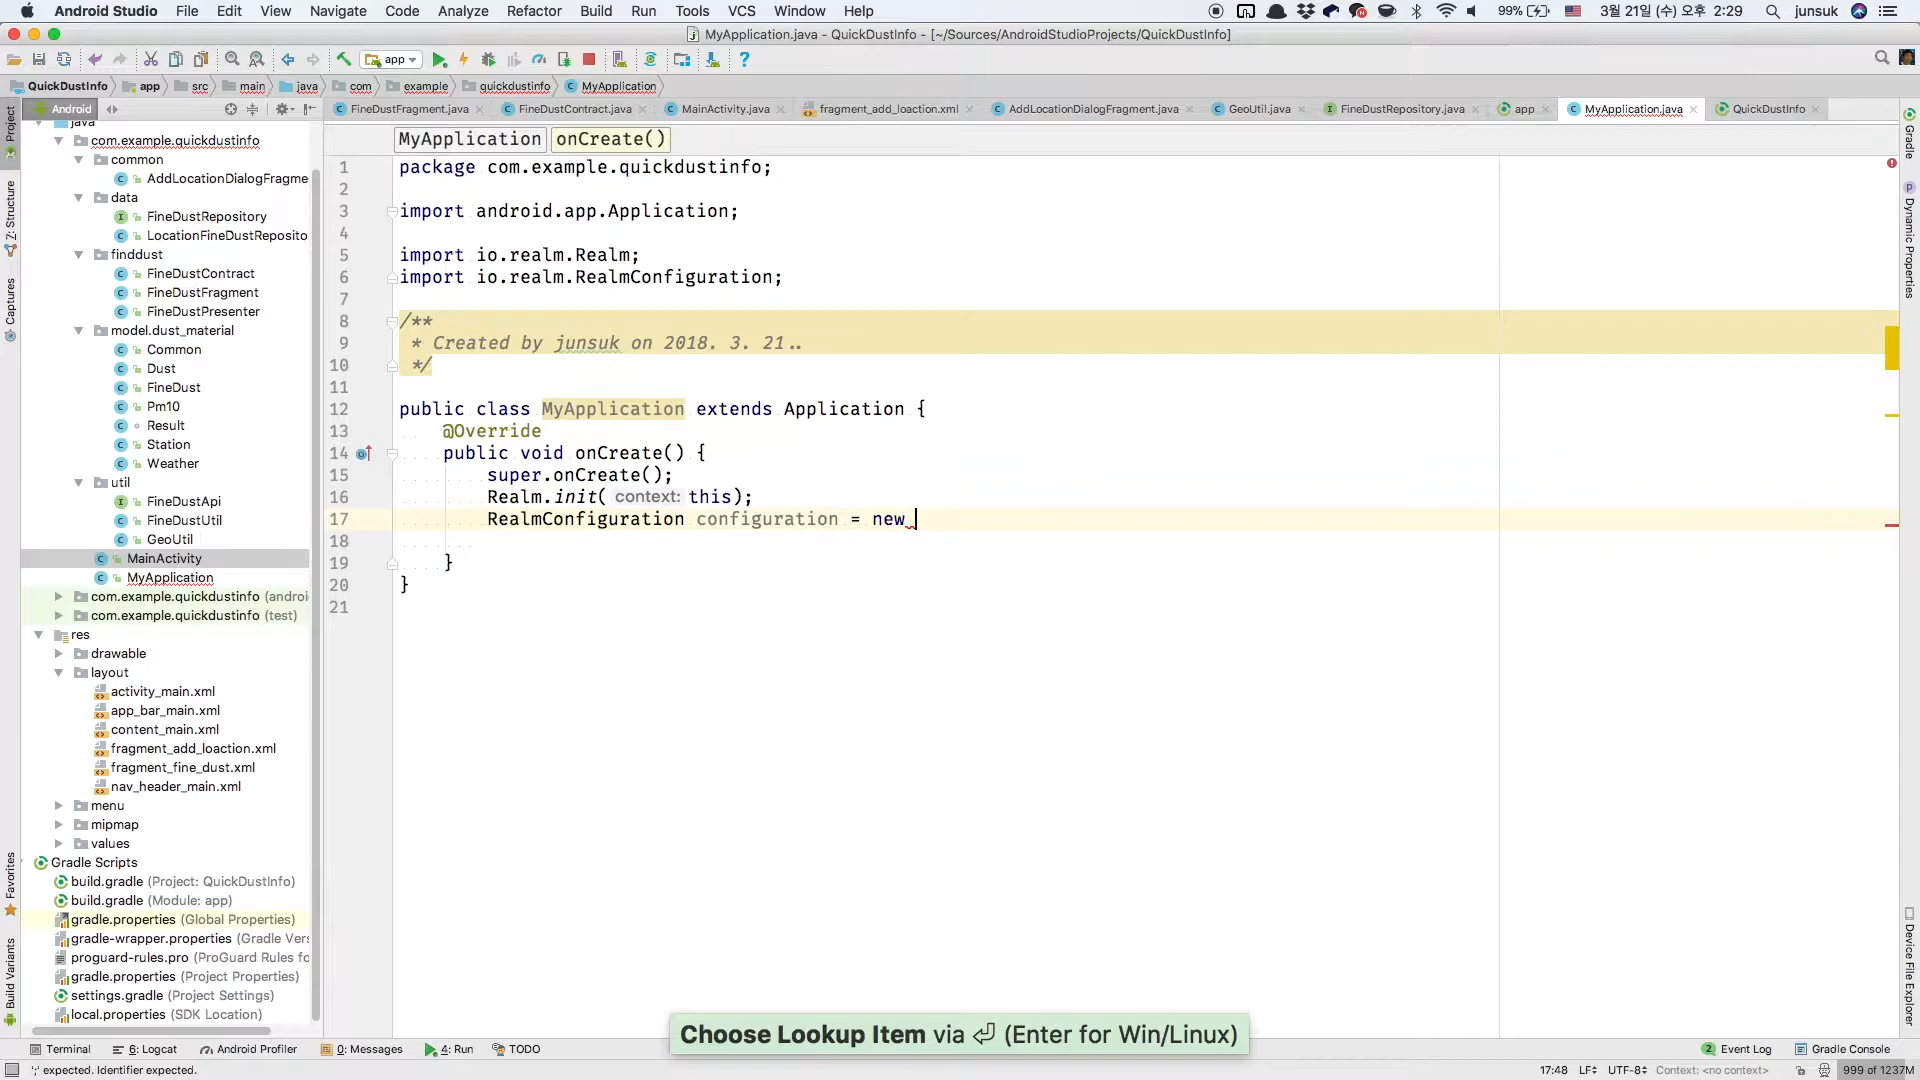 Android Studio File Edit View Navigate Code Analyze Refactor Build Run Tools VCS Window Help 99% 3월 21일 (수) 오후 2:29 junsuk
MyApplication.java - QuickDustInfo - [~/Sources/AndroidStudioProjects/QuickDustInfo]
app
QuickDustInfo app src main java com example quickdustinfo MyApplication
Android FineDustFragment.java FineDustContract.java MainActivity.java fragment_add_loaction.xml AddLocationDialogFragment.java GeoUtil.java FineDustRepository.java app MyApplication.java QuickDustInfo
MyApplication onCreate()
java
com.example.quickdustinfo
common
AddLocationDialogFragme
data
FineDustRepository
LocationFineDustReposito
finddust
FineDustContract
FineDustFragment
FineDustPresenter
model.dust_material
Common
Dust
FineDust
Pm10
Result
Station
Weather
util
FineDustApi
FineDustUtil
GeoUtil
MainActivity
MyApplication
com.example.quickdustinfo (androi
com.example.quickdustinfo (test)
res
drawable
layout
activity_main.xml
app_bar_main.xml
content_main.xml
fragment_add_loaction.xml
fragment_fine_dust.xml
nav_header_main.xml
menu
mipmap
values
Gradle Scripts
build.gradle (Project: QuickDustInfo)
build.gradle (Module: app)
gradle.properties (Global Properties)
gradle-wrapper.properties (Gradle Vers
proguard-rules.pro (ProGuard Rules fo
gradle.properties (Project Properties)
settings.gradle (Project Settings)
local.properties (SDK Location)
1 package com.example.quickdustinfo;
2
3 import android.app.Application;
4
5 import io.realm.Realm;
6 import io.realm.RealmConfiguration;
7
8 /**
9 * Created by junsuk on 2018. 3. 21..
10 */
11
12 public class MyApplication extends Application {
13 @Override
14 public void onCreate() {
15 super.onCreate();
16 Realm.init( context: this);
17 RealmConfiguration configuration = new
18
19 }
20 }
21
Project
Z: Structure
Captures
Favorites
Build Variants
Gradle
Dynamic Properties
Device File Explorer
Choose Lookup Item via ⏎ (Enter for Win/Linux)
Terminal 6: Logcat Android Profiler 0: Messages 4: Run TODO 2 Event Log Gradle Console
';' expected. Identifier expected. 17:48 LF÷ UTF-8÷ Context: <no context> 999 of 1237M